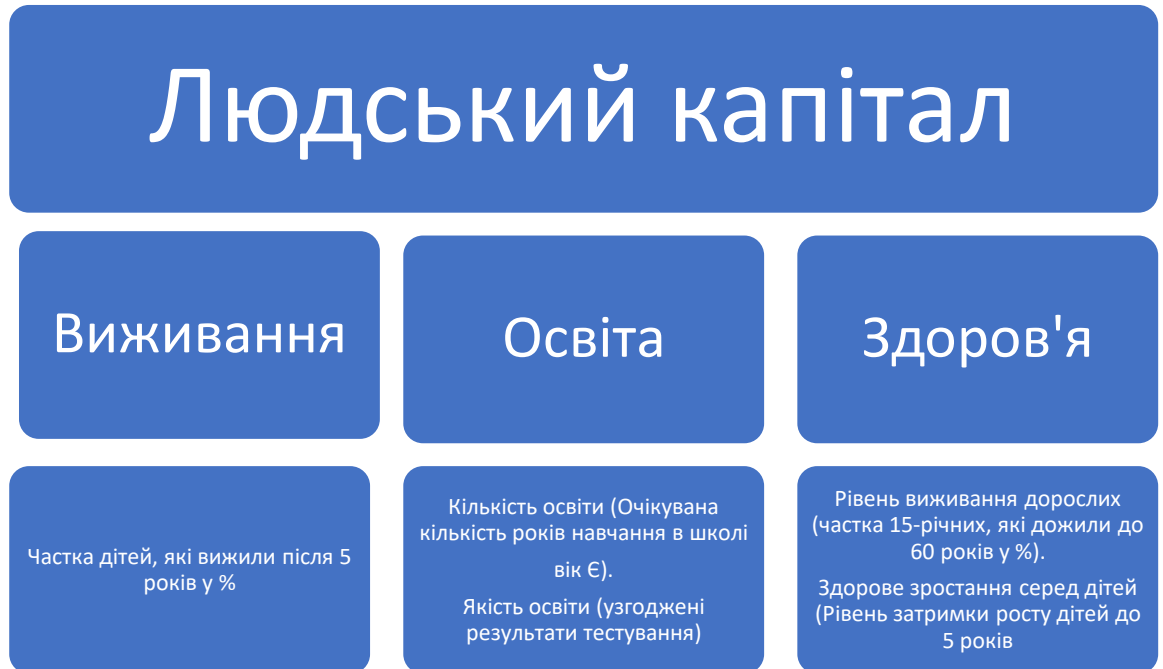 Людський капітал
Виживання
Освіта
Здоров'я
Частка дітей, які вижили після 5
років у %
Кількість освіти (Очікувана
кількість років навчання в школі
вік Є).
Якість освіти (узгоджені
результати тестування)
Рівень виживання дорослих
(частка 15-річних, які дожили до
60 років у %).
Здорове зростання серед дітей
(Рівень затримки росту дітей до
5 років